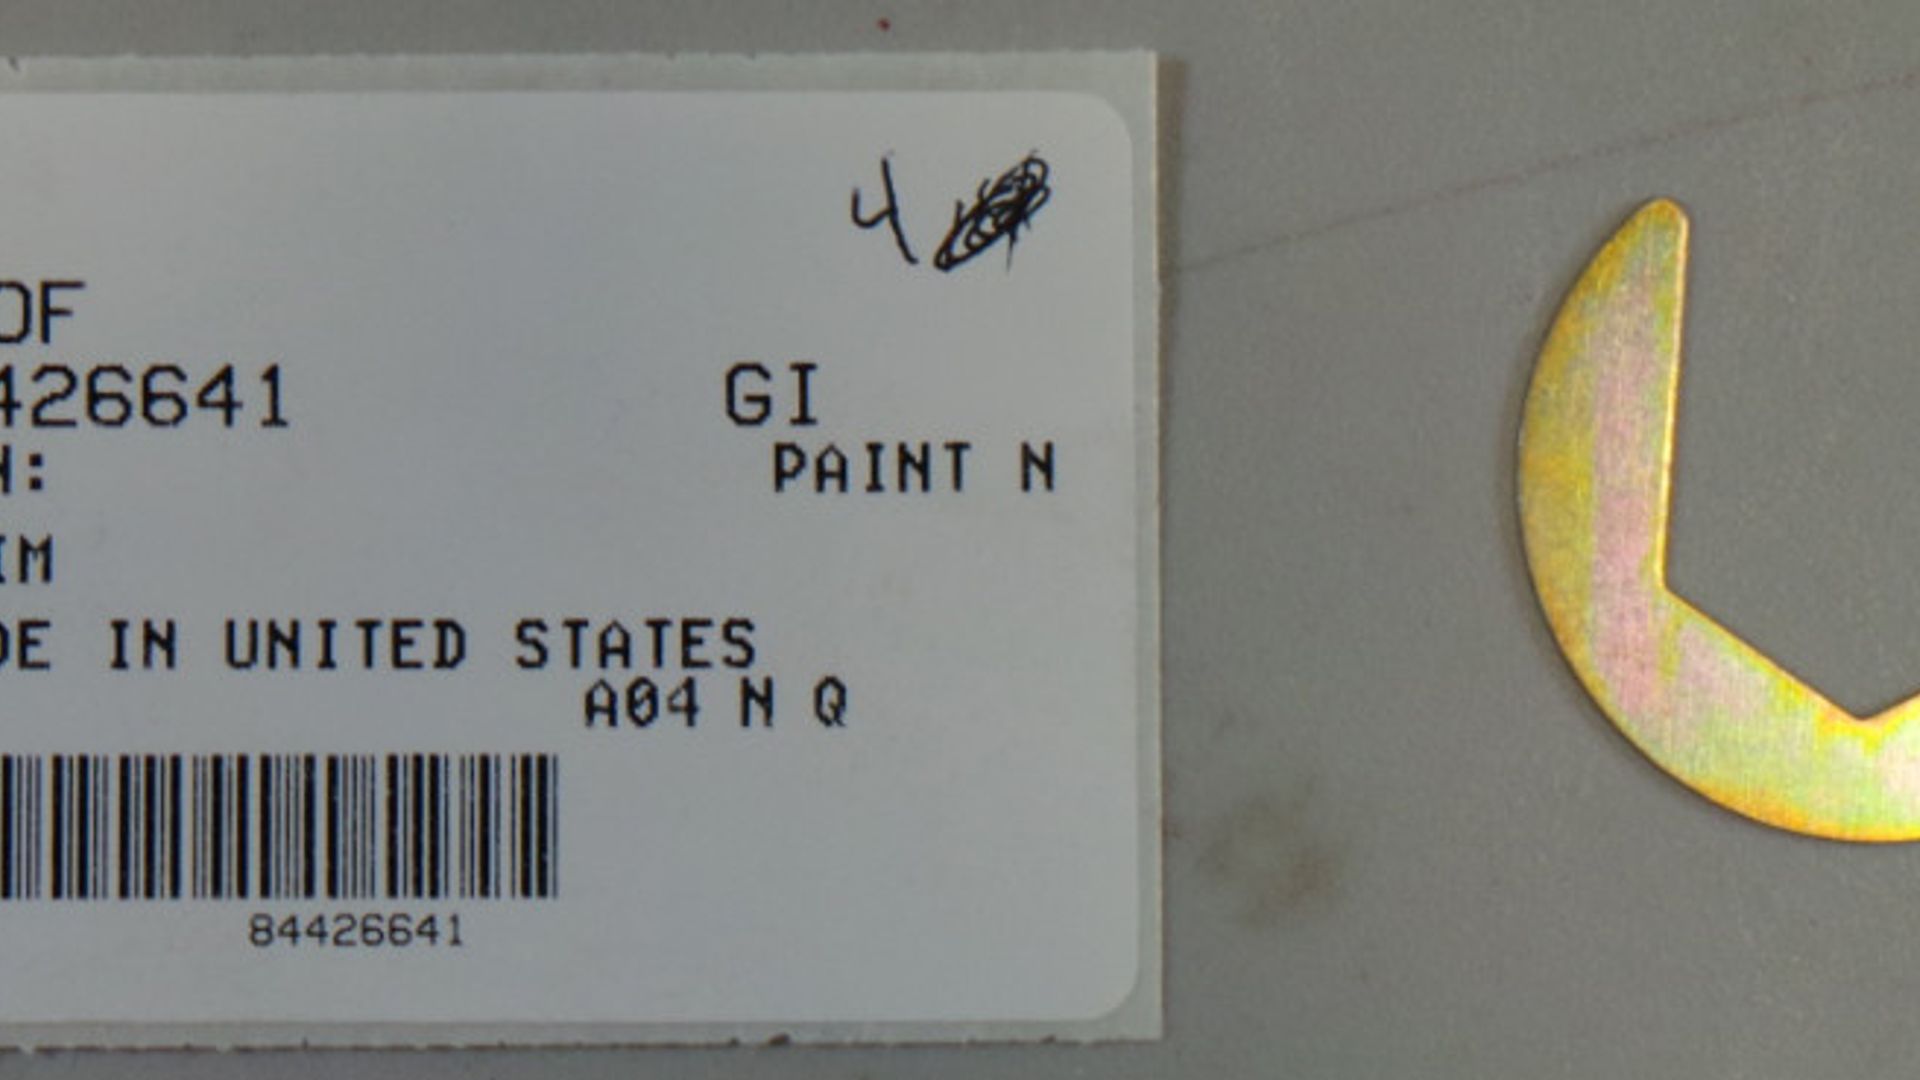 4
OF
426641 GI
N: PAINT N
IM
DE IN UNITED STATES
A04 N Q
84426641